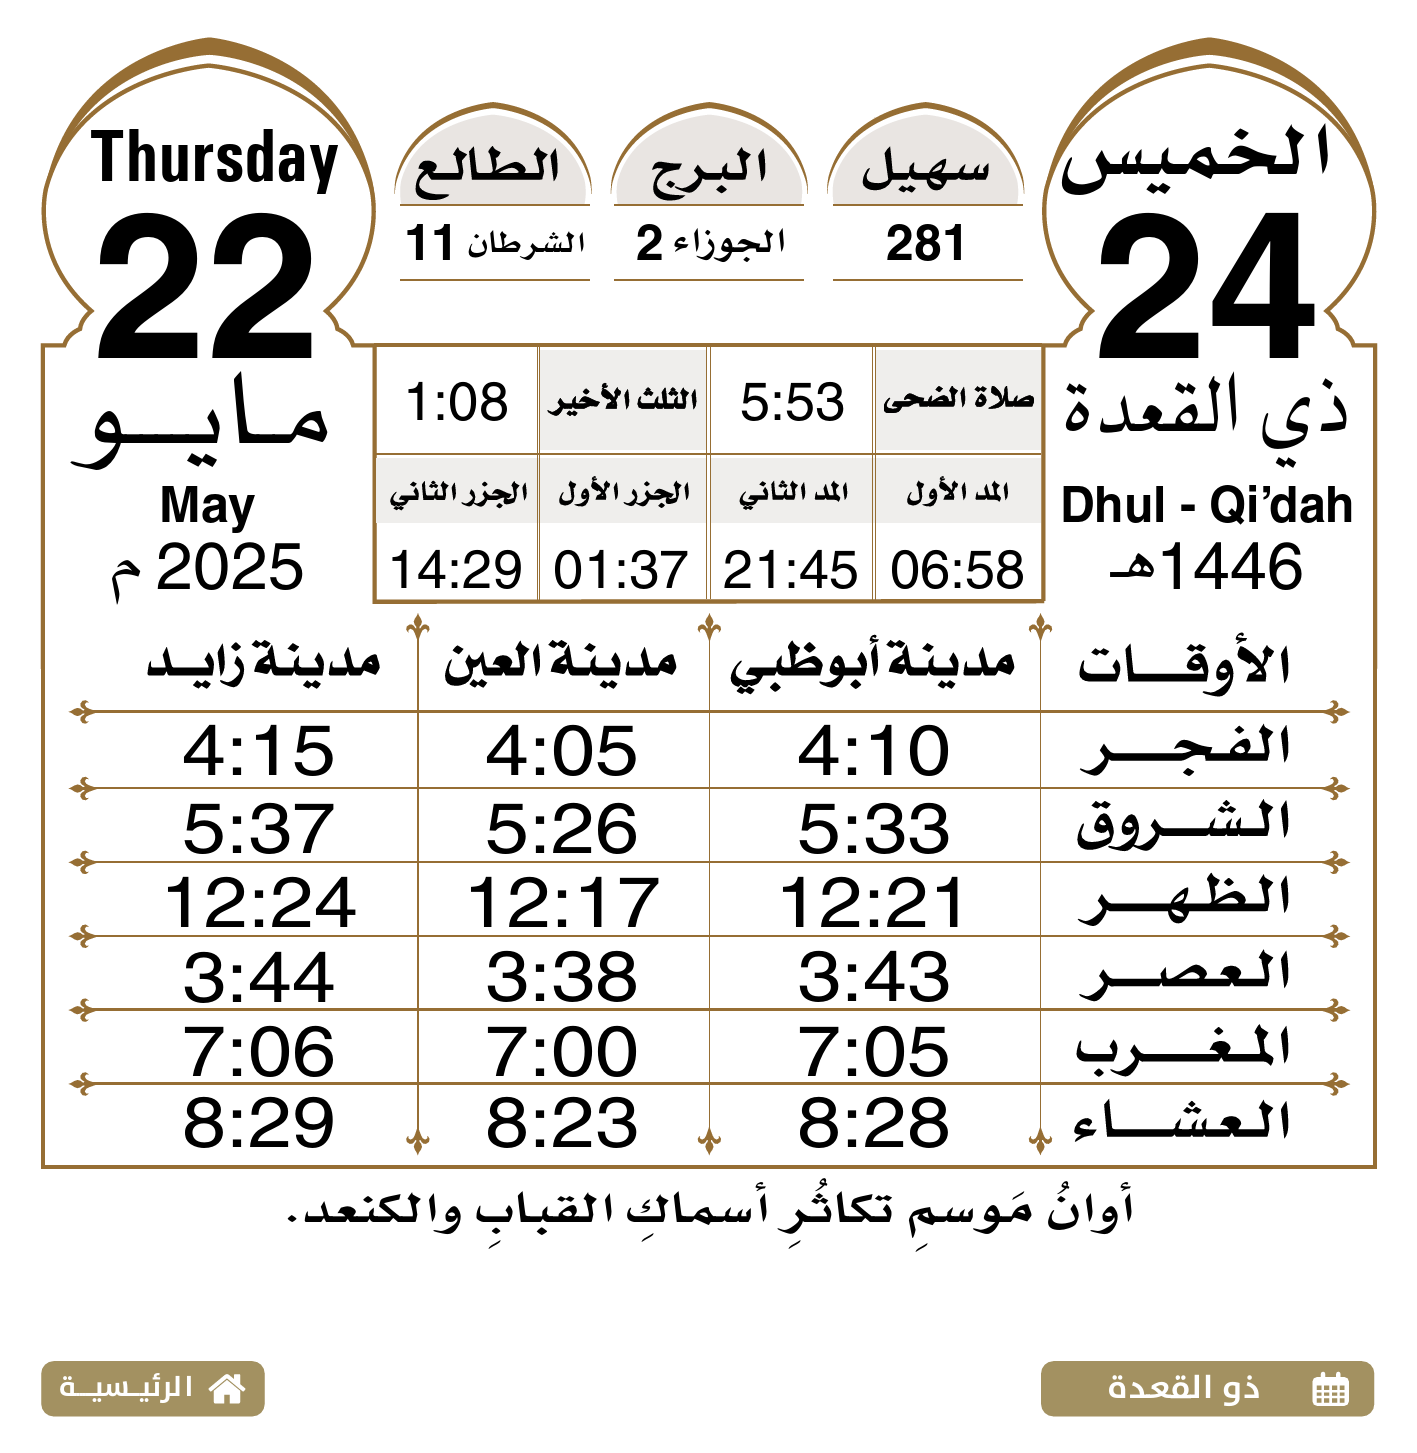 الخميس
24
ذي القعدة
Dhul - Qi’dah
1446هـ
سهيل
281
البرج
الجوزاء 2
الطالع
الشرطان 11
Thursday
22
مايو
May
2025 م
صلاة الضحى 5:53 الثلث الأخير 1:08
المد الأول المد الثاني الجزر الأول الجزر الثاني
06:58 21:45 01:37 14:29
الأوقات مدينة أبوظبي مدينة العين مدينة زايد
الفجر 4:10 4:05 4:15
الشروق 5:33 5:26 5:37
الظهر 12:21 12:17 12:24
العصر 3:43 3:38 3:44
المغرب 7:05 7:00 7:06
العشاء 8:28 8:23 8:29
أوانُ مَوسمِ تكاثُرِ أسماكِ القبابِ والكنعد.
ذو القعدة
الرئيسية